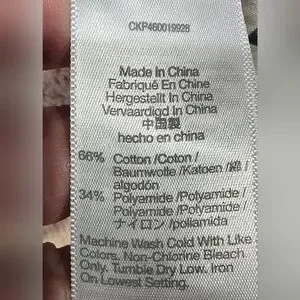 CKP460019926
Made In China
Fabriqué En Chine
Hergestellt In China
Vervaardigd In China
中国製
hecho en china
66% Cotton /Coton /
Baumwolle /Katoen /綿 /
algodón
34% Polyamide /Polyamide /
Polyamide /Polyamide /
ナイロン /poliamida
Machine Wash Cold With Like
Colors. Non-Chlorine Bleach
Only. Tumble Dry Low. Iron
On Lowest Setting.